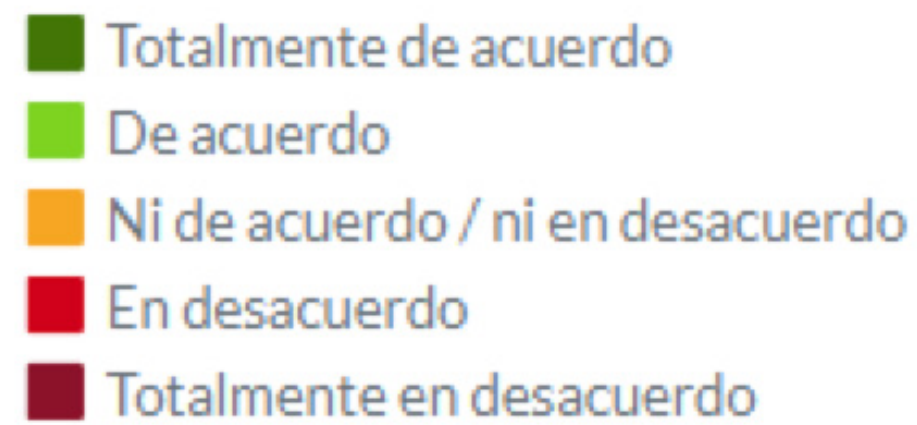 Totalmente de acuerdo
De acuerdo
Ni de acuerdo / ni en desacuerdo
En desacuerdo
Totalmente en desacuerdo